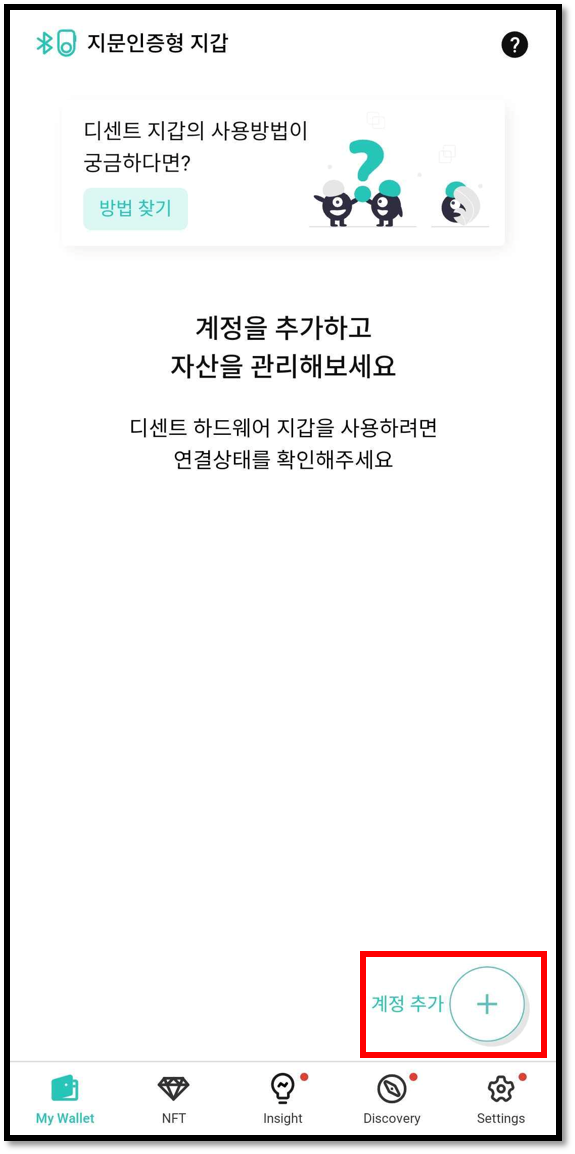 지문인증형 지갑
?
디센트 지갑의 사용방법이
궁금하다면?
방법 찾기
?
계정을 추가하고
자산을 관리해보세요
디센트 하드웨어 지갑을 사용하려면
연결상태를 확인해주세요
계정 추가 +
My Wallet NFT Insight Discovery Settings